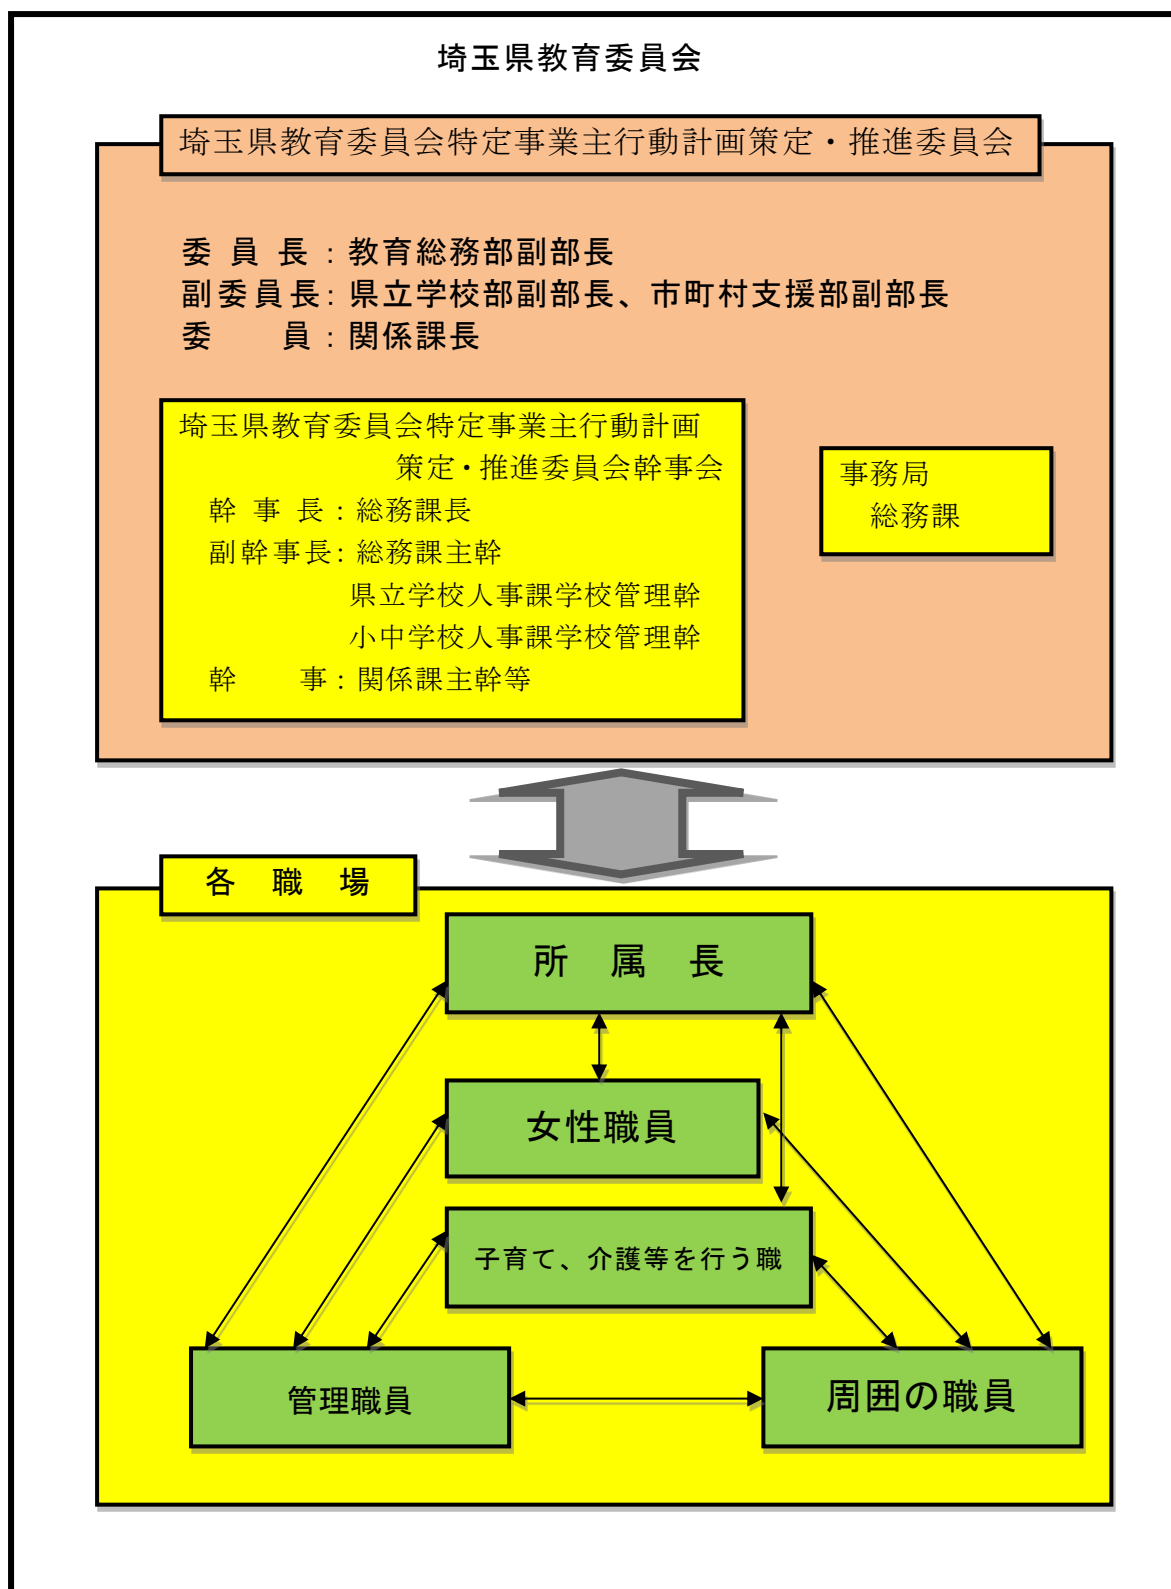 埼玉県教育委員会
埼玉県教育委員会特定事業主行動計画策定・推進委員会
委 員 長：教育総務部副部長
副委員長：県立学校部副部長、市町村支援部副部長
委　　員：関係課長
埼玉県教育委員会特定事業主行動計画
策定・推進委員会幹事会
幹 事 長：総務課長
副幹事長：総務課主幹
県立学校人事課学校管理幹
小中学校人事課学校管理幹
幹　　事：関係課主幹等
事務局
総務課
各　職　場
所　属　長
女性職員
子育て、介護等を行う職
管理職員
周囲の職員